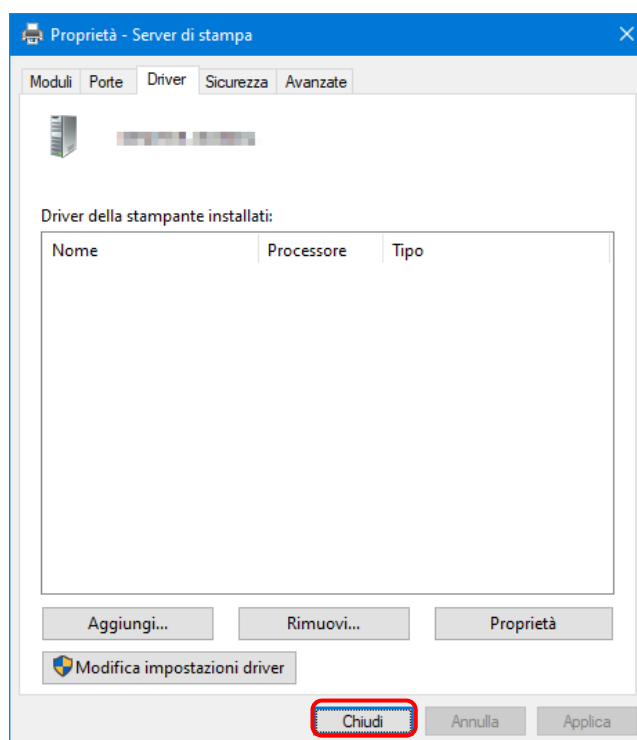 Proprietà - Server di stampa
Moduli Porte Driver Sicurezza Avanzate
Driver della stampante installati:
Nome Processore Tipo
Aggiungi... Rimuovi... Proprietà
Modifica impostazioni driver
Chiudi Annulla Applica